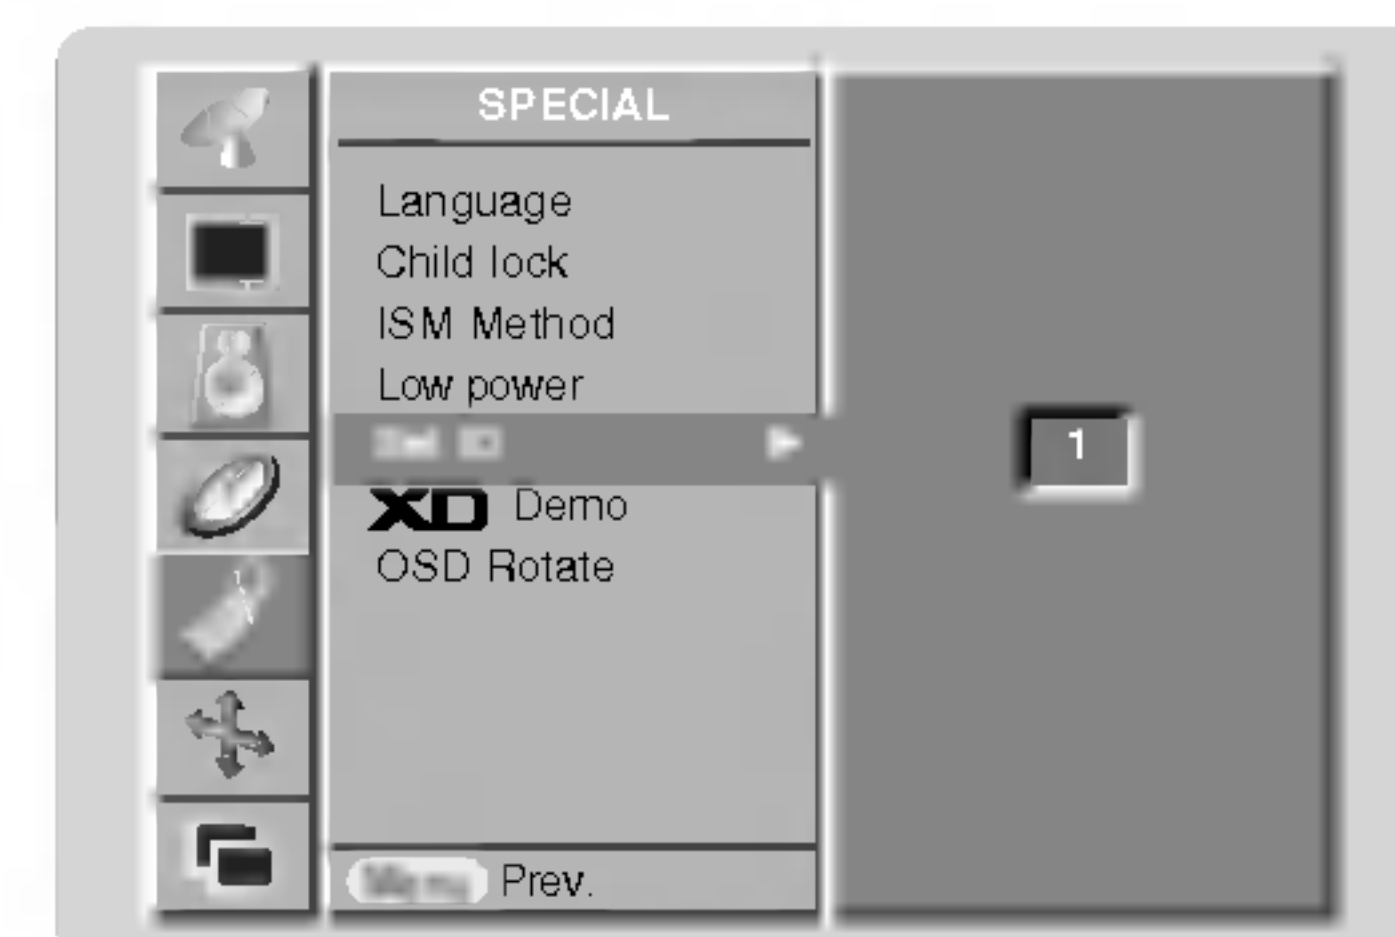 SPECIAL
Language
Child lock
ISM Method
Low power
1
XD Demo
OSD Rotate
Prev.